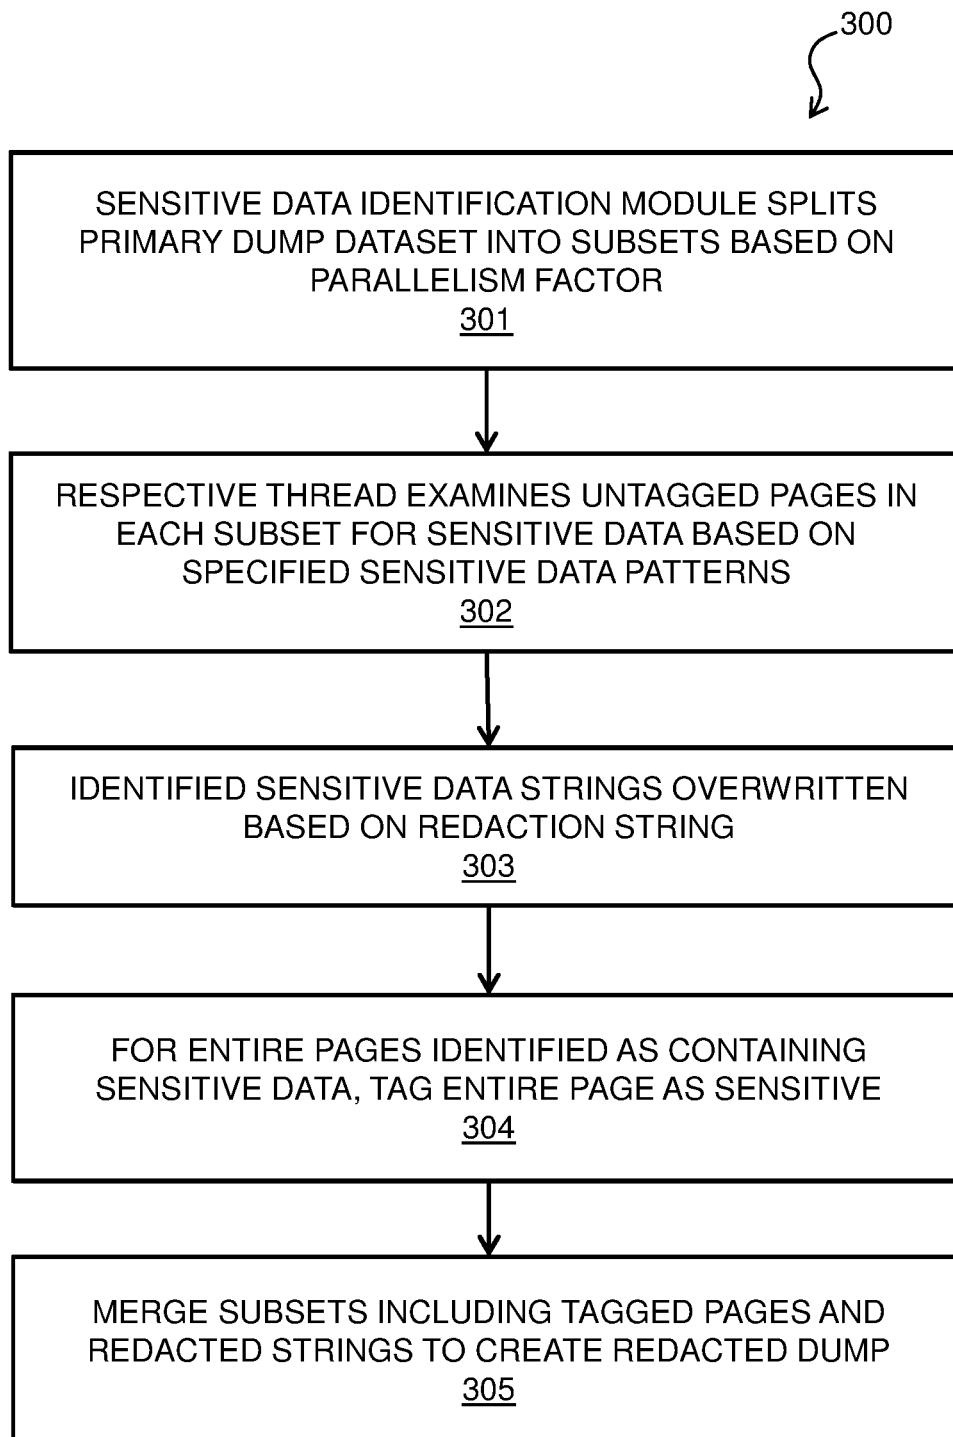 300
SENSITIVE DATA IDENTIFICATION MODULE SPLITS
PRIMARY DUMP DATASET INTO SUBSETS BASED ON
PARALLELISM FACTOR
301
RESPECTIVE THREAD EXAMINES UNTAGGED PAGES IN
EACH SUBSET FOR SENSITIVE DATA BASED ON
SPECIFIED SENSITIVE DATA PATTERNS
302
IDENTIFIED SENSITIVE DATA STRINGS OVERWRITTEN
BASED ON REDACTION STRING
303
FOR ENTIRE PAGES IDENTIFIED AS CONTAINING
SENSITIVE DATA, TAG ENTIRE PAGE AS SENSITIVE
304
MERGE SUBSETS INCLUDING TAGGED PAGES AND
REDACTED STRINGS TO CREATE REDACTED DUMP
305